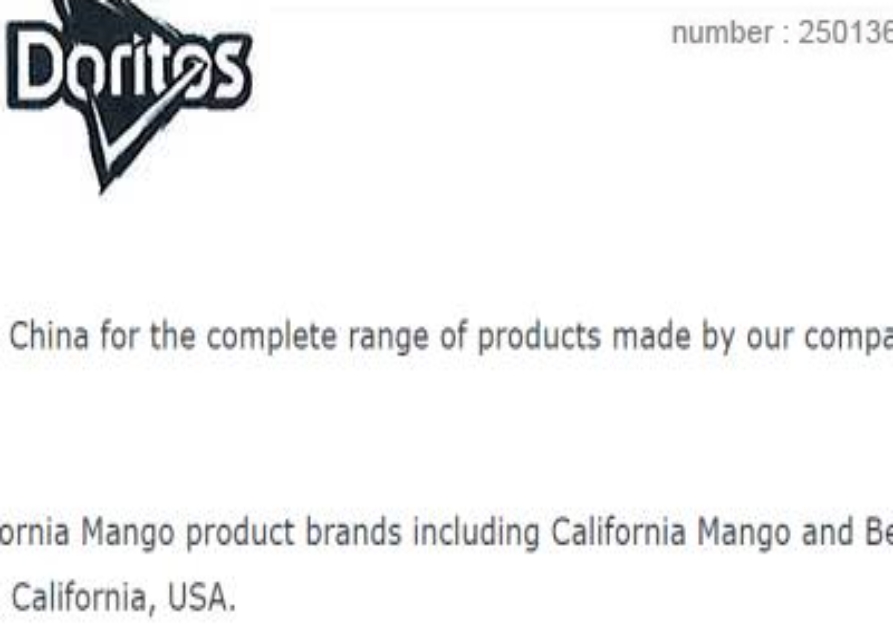 Doritos
number : 250136
China for the complete range of products made by our compa
ornia Mango product brands including California Mango and Be
California, USA.